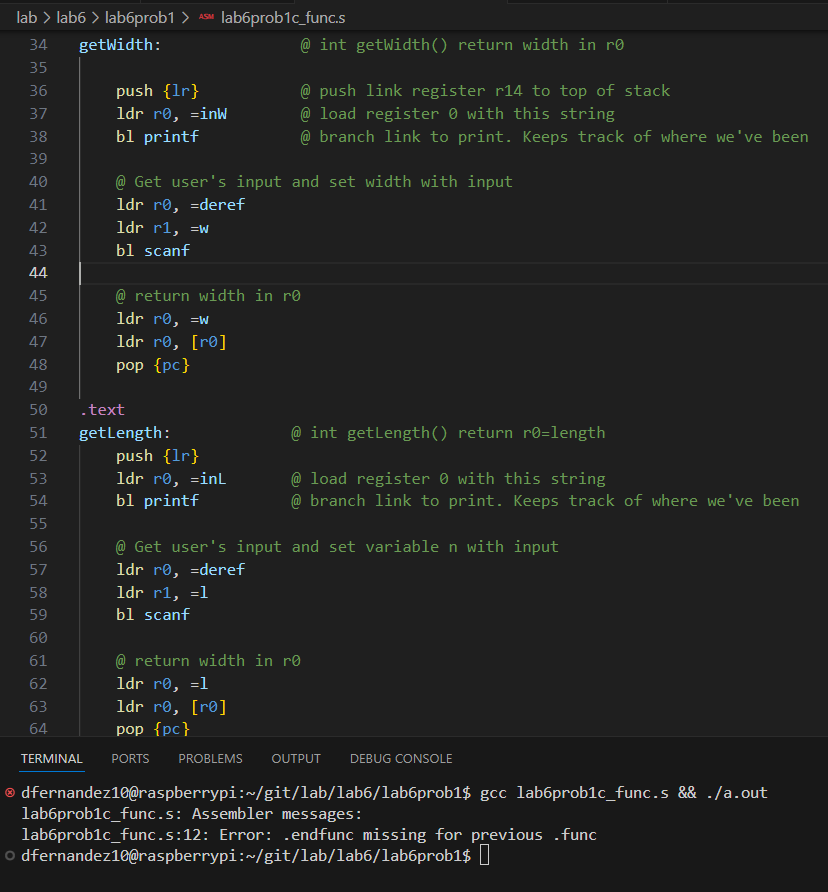 lab > lab6 > lab6prob1 > ASM lab6prob1c_func.s
34 getWidth: @ int getWidth() return width in r0
35
36 push {lr} @ push link register r14 to top of stack
37 ldr r0, =inW @ load register 0 with this string
38 bl printf @ branch link to print. Keeps track of where we've been
39
40 @ Get user's input and set width with input
41 ldr r0, =deref
42 ldr r1, =w
43 bl scanf
44
45 @ return width in r0
46 ldr r0, =w
47 ldr r0, [r0]
48 pop {pc}
49
50 .text
51 getLength: @ int getLength() return r0=length
52 push {lr}
53 ldr r0, =inL @ load register 0 with this string
54 bl printf @ branch link to print. Keeps track of where we've been
55
56 @ Get user's input and set variable n with input
57 ldr r0, =deref
58 ldr r1, =l
59 bl scanf
60
61 @ return width in r0
62 ldr r0, =l
63 ldr r0, [r0]
64 pop {pc}
TERMINAL PORTS PROBLEMS OUTPUT DEBUG CONSOLE
dfernandez10@raspberrypi:~/git/lab/lab6/lab6prob1$ gcc lab6prob1c_func.s && ./a.out
lab6prob1c_func.s: Assembler messages:
lab6prob1c_func.s:12: Error: .endfunc missing for previous .func
dfernandez10@raspberrypi:~/git/lab/lab6/lab6prob1$